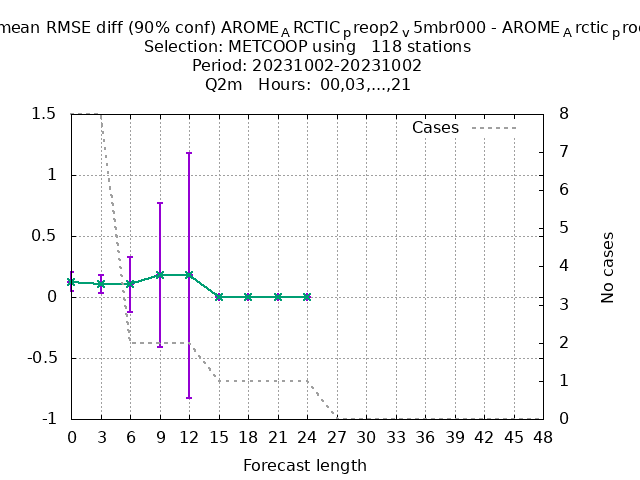 mean RMSE diff (90% conf) AROME_ARCTIC_preop2_v5mbr000 - AROME_Arctic_pro
Selection: METCOOP using 118 stations
Period: 20231002-20231002
Q2m Hours: 00,03,...,21
Cases
1.5
1
0.5
0
-0.5
-1
8
7
6
5
4
3
2
1
0
No cases
0 3 6 9 12 15 18 21 24 27 30 33 36 39 42 45 48
Forecast length